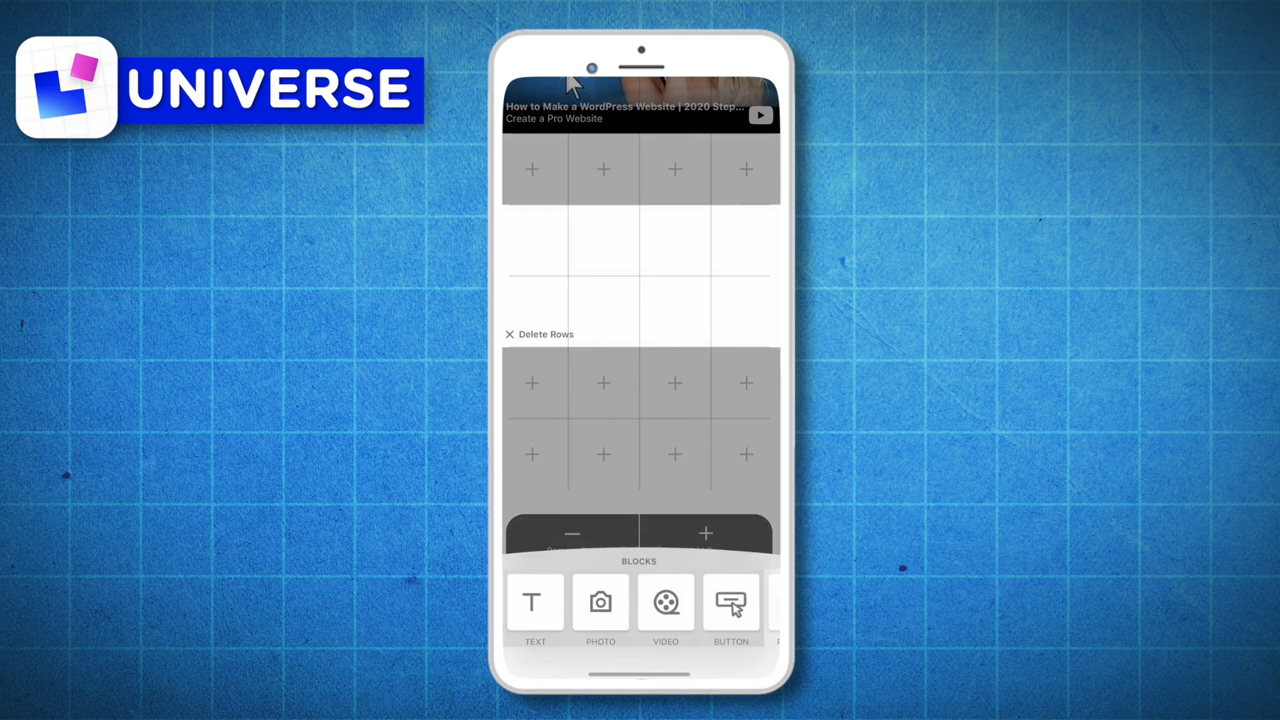 UNIVERSE
How to Make a WordPress Website | 2020 Step...
Create a Pro Website
Delete Rows
BLOCKS
TEXT
PHOTO
VIDEO
BUTTON